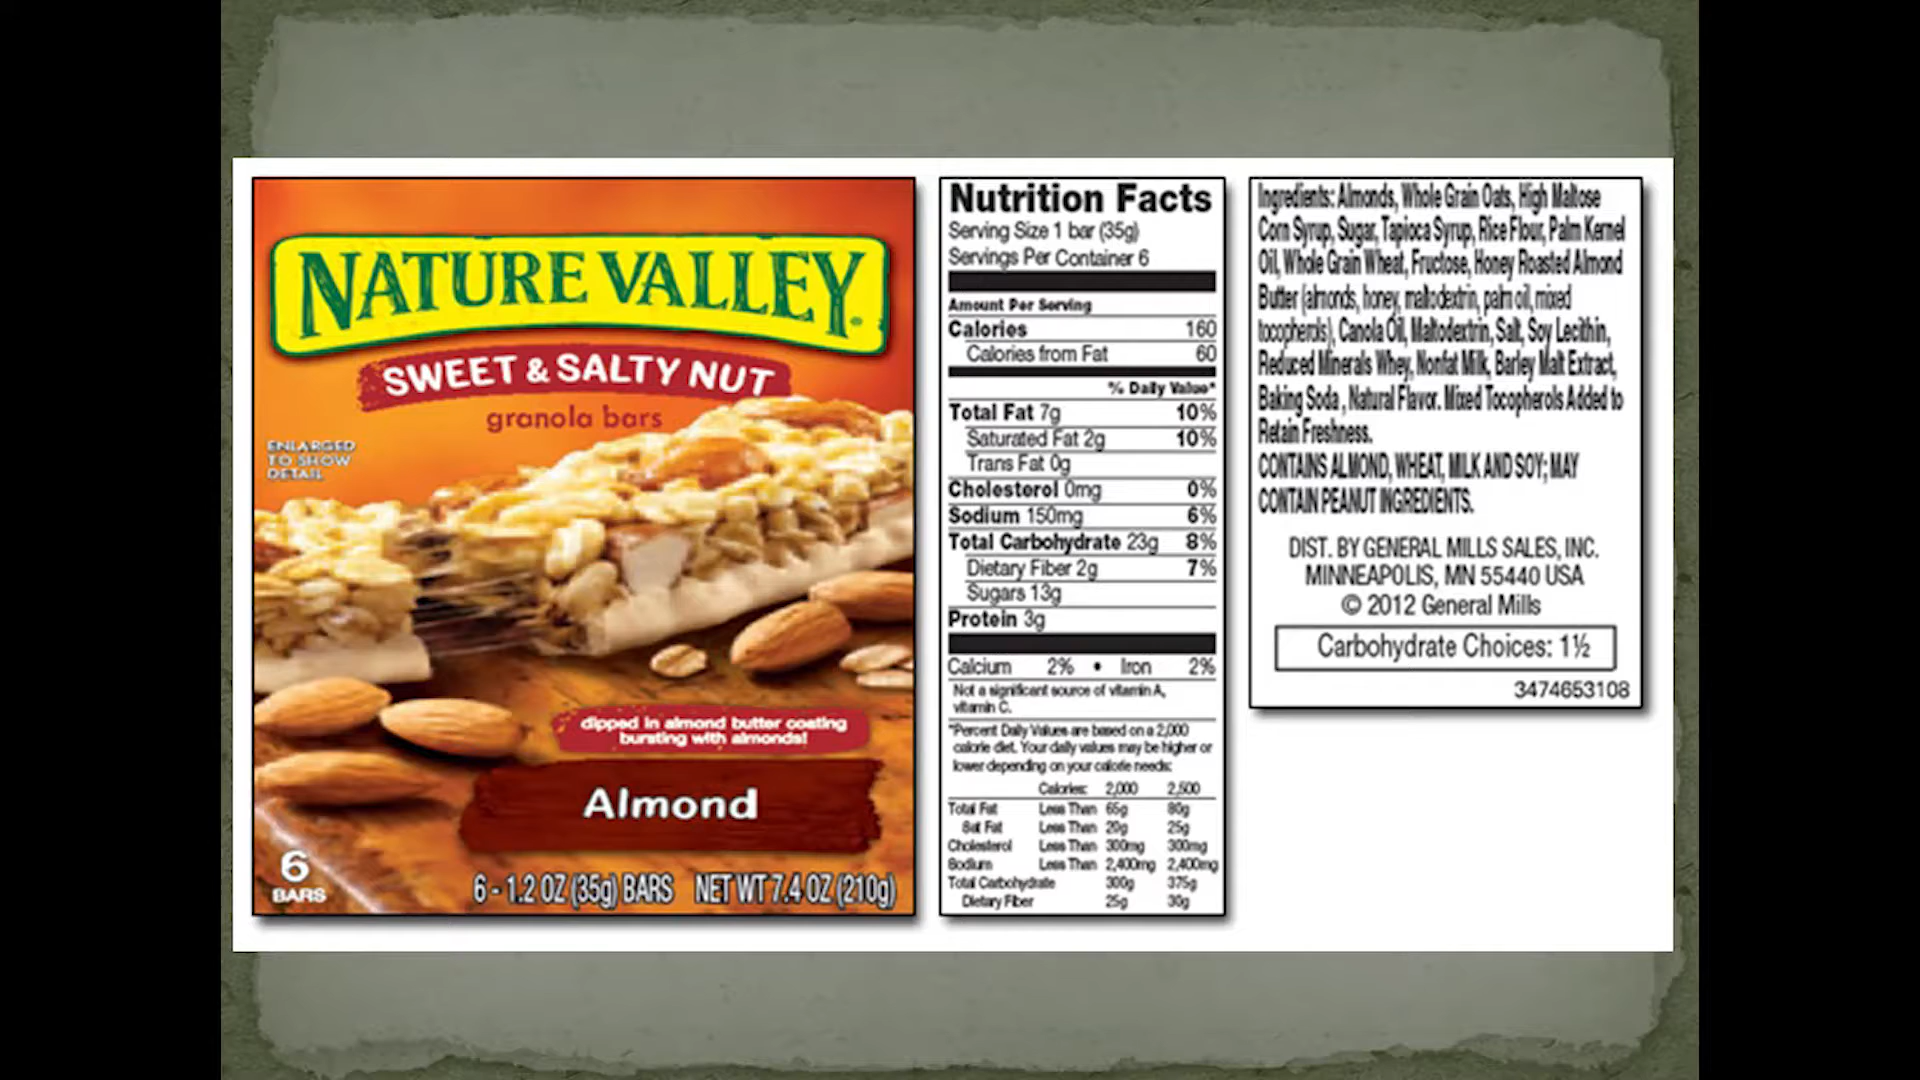 NATURE VALLEY
SWEET & SALTY NUT
granola bars
ENLARGED
TO SHOW
DETAIL
dipped in almond butter coating
bursting with almonds!
Almond
6
BARS
6 - 1.2 OZ (35g) BARS NET WT 7.4 OZ (210g)
Nutrition Facts
Serving Size 1 bar (35g)
Servings Per Container 6
Amount Per Serving
Calories 160
Calories from Fat 60
% Daily Value*
Total Fat 7g 10%
Saturated Fat 2g 10%
Trans Fat 0g
Cholesterol 0mg 0%
Sodium 150mg 6%
Total Carbohydrate 23g 8%
Dietary Fiber 2g 7%
Sugars 13g
Protein 3g
Calcium 2% • Iron 2%
Not a significant source of vitamin A,
vitamin C.
*Percent Daily Values are based on a 2,000
calorie diet. Your daily values may be higher or
lower depending on your calorie needs:
Calories: 2,000 2,500
Total Fat Less Than 65g 80g
Sat Fat Less Than 20g 25g
Cholesterol Less Than 300mg 300mg
Sodium Less Than 2,400mg 2,400mg
Total Carbohydrate 300g 375g
Dietary Fiber 25g 30g
Ingredients: Almonds, Whole Grain Oats, High Maltose
Corn Syrup, Sugar, Tapioca Syrup, Rice Flour, Palm Kernel
Oil, Whole Grain Wheat, Fructose, Honey Roasted Almond
Butter (almonds, honey, maltodextrin, palm oil, mixed
tocopherols), Canola Oil, Maltodextrin, Salt, Soy Lecithin,
Reduced Minerals Whey, Nonfat Milk, Barley Malt Extract,
Baking Soda, Natural Flavor. Mixed Tocopherols Added to
Retain Freshness.
CONTAINS ALMOND, WHEAT, MILK AND SOY; MAY
CONTAIN PEANUT INGREDIENTS.
DIST. BY GENERAL MILLS SALES, INC.
MINNEAPOLIS, MN 55440 USA
© 2012 General Mills
Carbohydrate Choices: 1½
3474653108